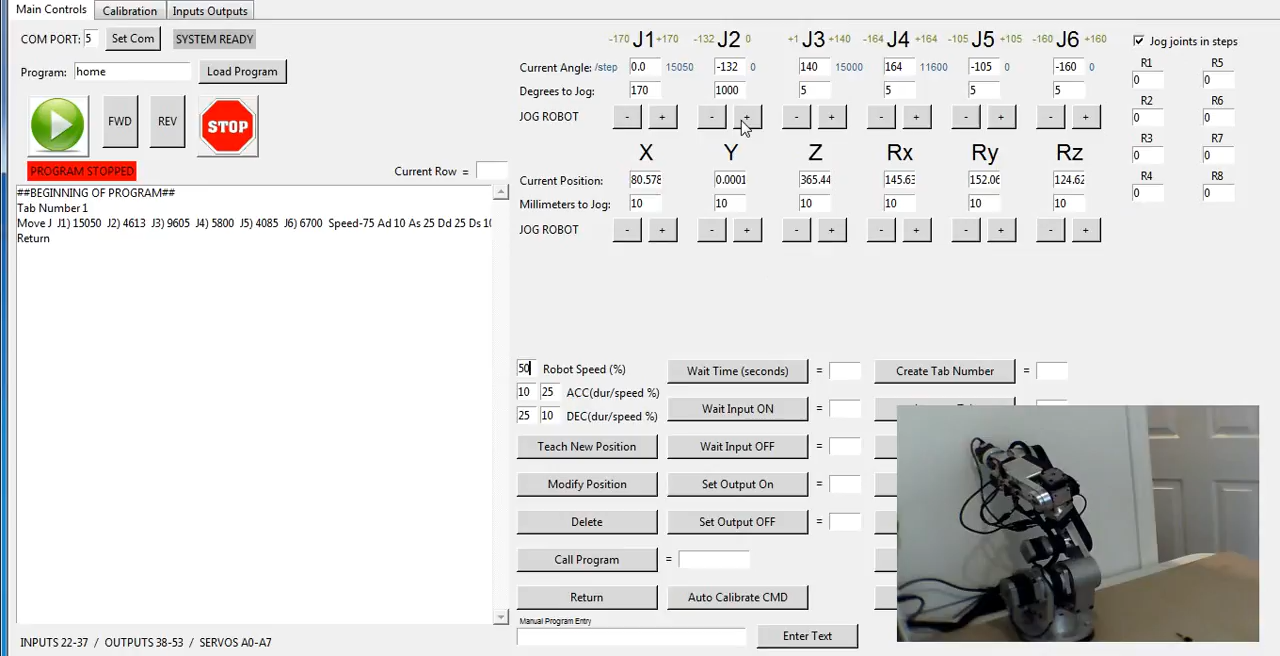 Main Controls Calibration Inputs Outputs
COM PORT: 5 Set Com SYSTEM READY
Program: home Load Program
FWD REV STOP
PROGRAM STOPPED
Current Row =
##BEGINNING OF PROGRAM##
Tab Number 1
Move J J1) 15050 J2) 4613 J3) 9605 J4) 5800 J5) 4085 J6) 6700 Speed-75 Ad 10 As 25 Dd 25 Ds 10
Return
INPUTS 22-37 / OUTPUTS 38-53 / SERVOS A0-A7
-170 J1 +170 -132 J2 0 +1 J3 +140 -164 J4 +164 -105 J5 +105 -160 J6 +160
Current Angle: /step 0.0 15050 -132 0 140 15000 164 11600 -105 0 -160 0
Degrees to Jog: 170 1000 5 5 5 5
JOG ROBOT - + - + - + - + - + - +
X Y Z Rx Ry Rz
Current Position: 80.578 0.0001 365.44 145.63 152.06 124.62
Millimeters to Jog: 10 10 10 10 10 10
JOG ROBOT - + - + - + - + - + - +
Jog joints in steps
R1 R5
0 0
R2 R6
0 0
R3 R7
0 0
R4 R8
0 0
50 Robot Speed (%) Wait Time (seconds) = Create Tab Number =
10 25 ACC(dur/speed %) Wait Input ON =
25 10 DEC(dur/speed %)
Teach New Position Wait Input OFF =
Modify Position Set Output On =
Delete Set Output OFF =
Call Program =
Return Auto Calibrate CMD
Manual Program Entry
Enter Text